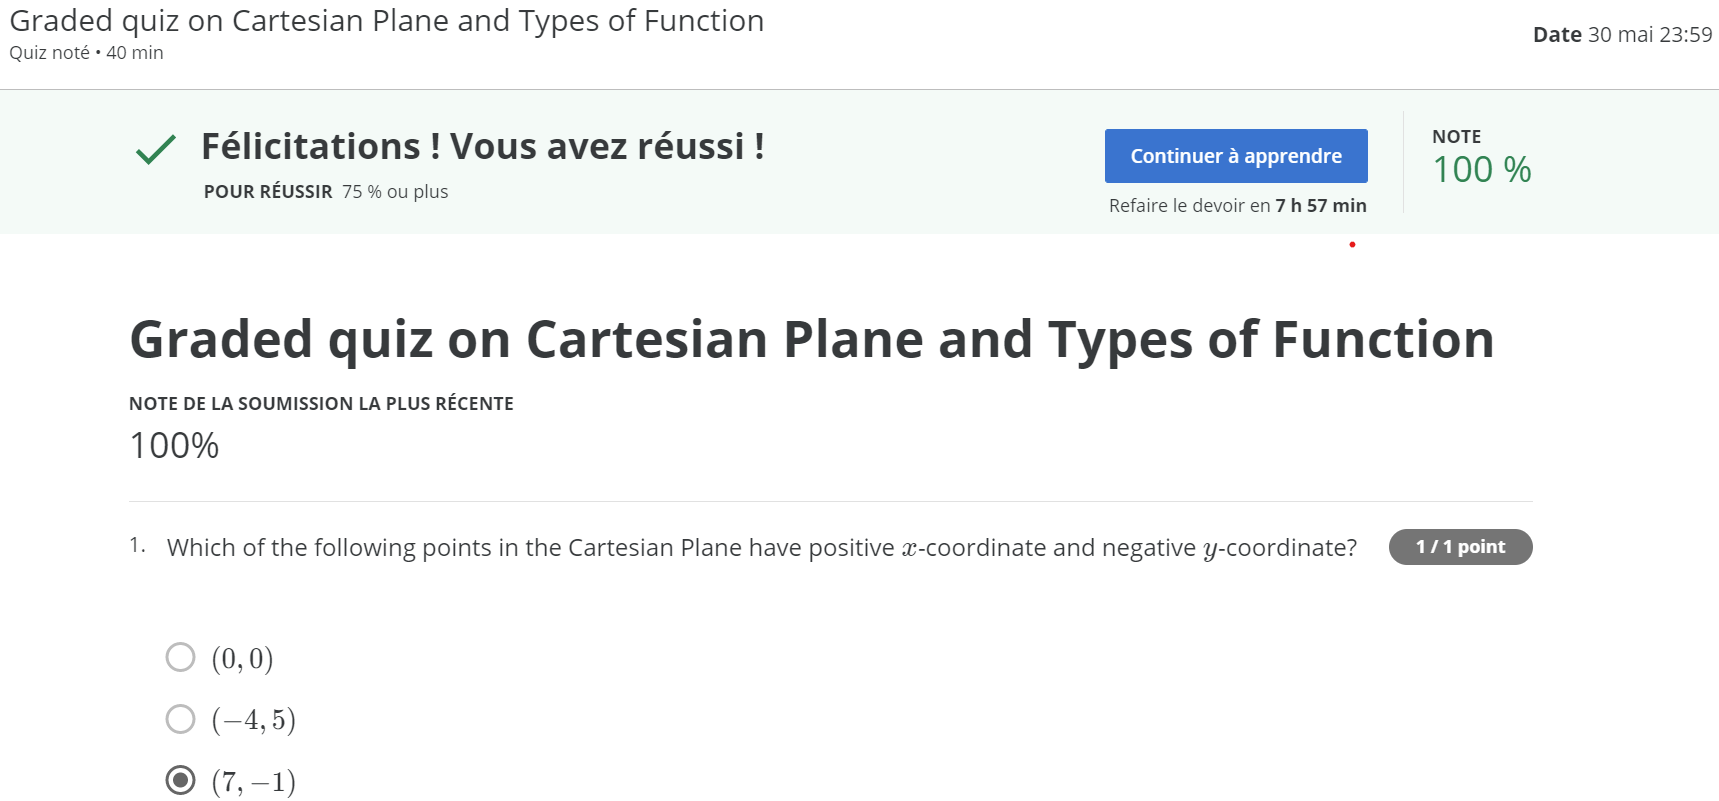 Graded quiz on Cartesian Plane and Types of Function
Quiz noté • 40 min
Date 30 mai 23:59
Félicitations ! Vous avez réussi !
POUR RÉUSSIR 75 % ou plus
Continuer à apprendre
Refaire le devoir en 7 h 57 min
NOTE
100 %
Graded quiz on Cartesian Plane and Types of Function
NOTE DE LA SOUMISSION LA PLUS RÉCENTE
100%
1. Which of the following points in the Cartesian Plane have positive x-coordinate and negative y-coordinate?
1 / 1 point
(0, 0)
(−4, 5)
(7, −1)